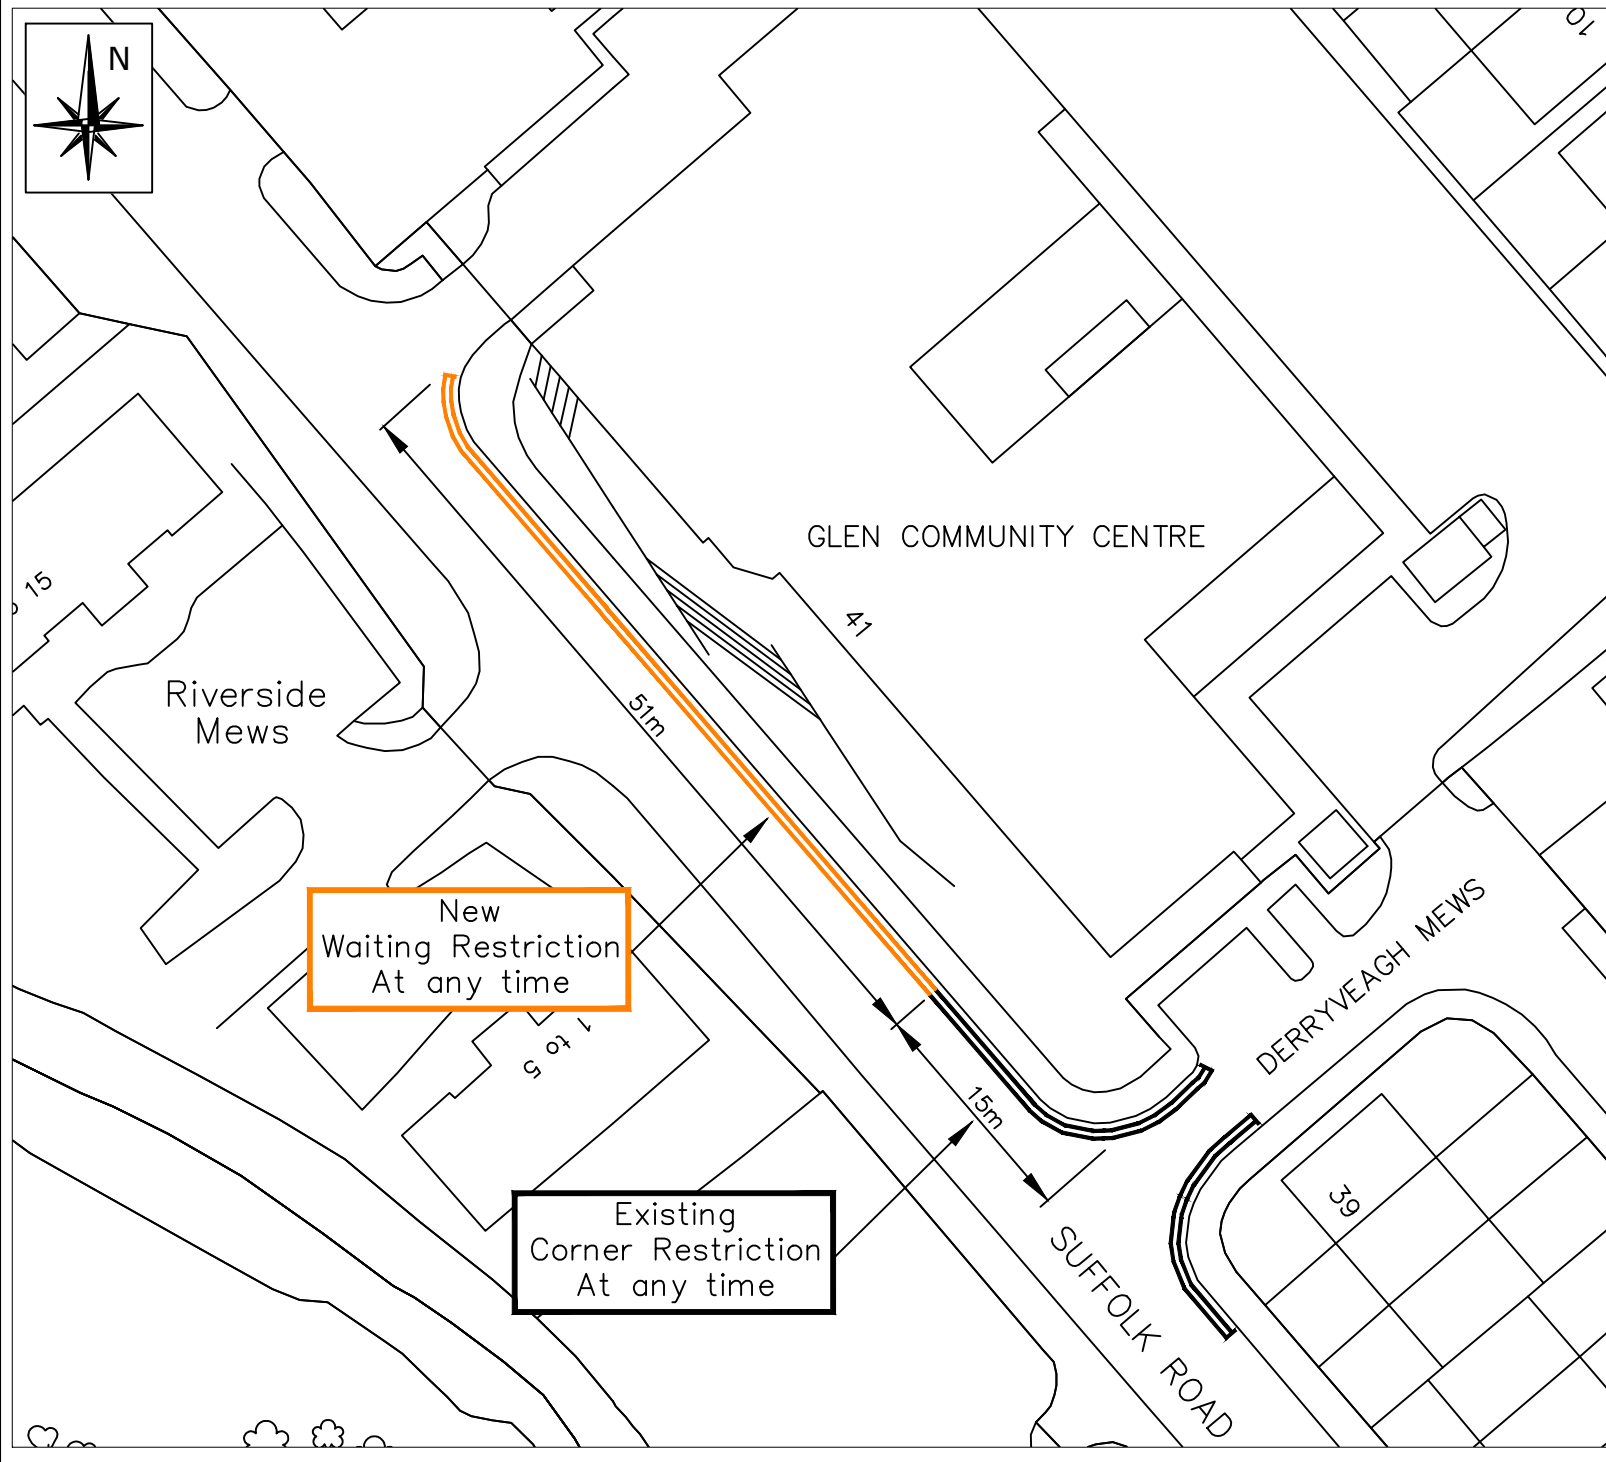 N
10
GLEN COMMUNITY CENTRE
15
41
Riverside
Mews
51m
New
Waiting Restriction
At any time
DERRYVEAGH MEWS
1 to 5
15m
Existing
Corner Restriction
At any time
39
SUFFOLK ROAD